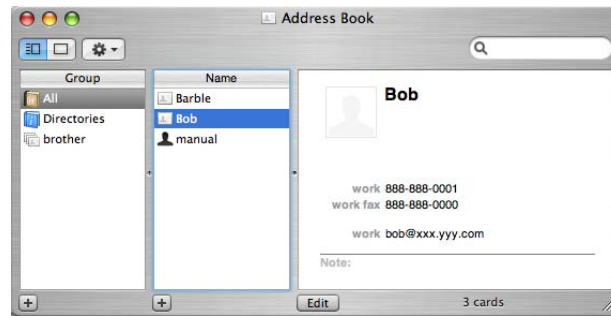 Address Book
Group
Name
All
Directories
brother
Barble
Bob
manual
Bob
work 888-888-0001
work fax 888-888-0000
work bob@xxx.yyy.com
Note:
Edit
3 cards